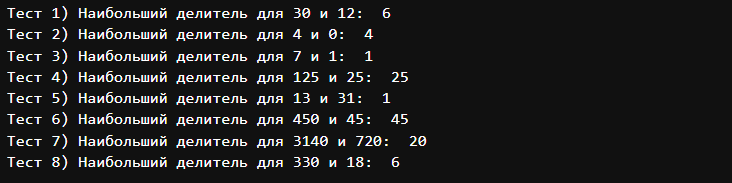 Тест 1) Наибольший делитель для 30 и 12:  6
Тест 2) Наибольший делитель для 4 и 0:  4
Тест 3) Наибольший делитель для 7 и 1:  1
Тест 4) Наибольший делитель для 125 и 25:  25
Тест 5) Наибольший делитель для 13 и 31:  1
Тест 6) Наибольший делитель для 450 и 45:  45
Тест 7) Наибольший делитель для 3140 и 720:  20
Тест 8) Наибольший делитель для 330 и 18:  6